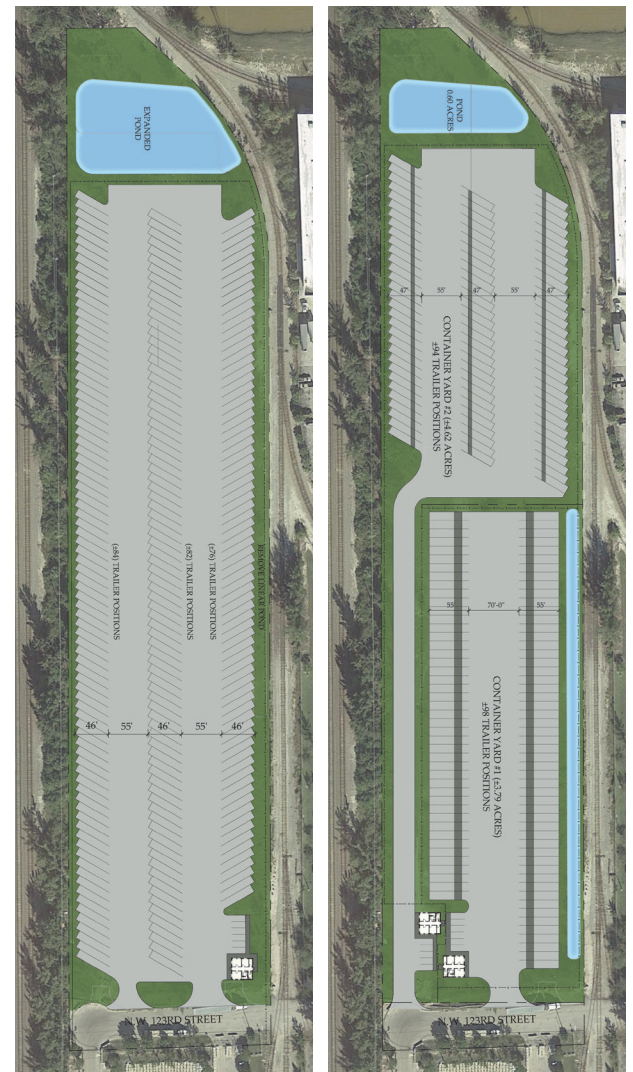 EXPANDED
POND
(±84) TRAILER POSITIONS
(±82) TRAILER POSITIONS
(±76) TRAILER POSITIONS
REMOVE LINEAR POND
46'
55'
46'
55'
46'
N.W. 123RD STREET
POND
0.60 ACRES
47'
55'
47'
55'
47'
CONTAINER YARD #2 (±4.62 ACRES)
±94 TRAILER POSITIONS
55'
70'-0"
55'
CONTAINER YARD #1 (±3.79 ACRES)
±98 TRAILER POSITIONS
N.W. 123RD STREET